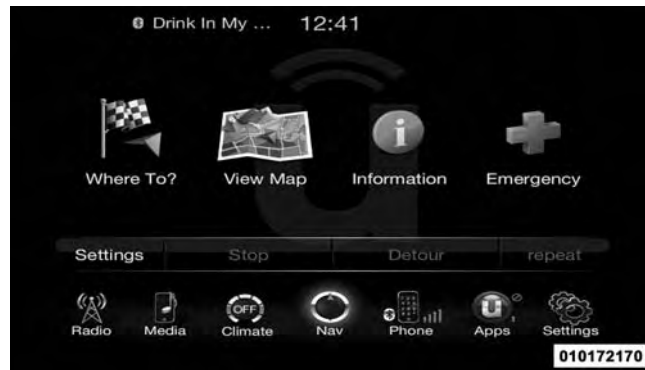 Drink In My ... 12:41
Where To? View Map Information Emergency
Settings Stop Detour repeat
OFF
Radio Media Climate Nav Phone Apps Settings
010172170